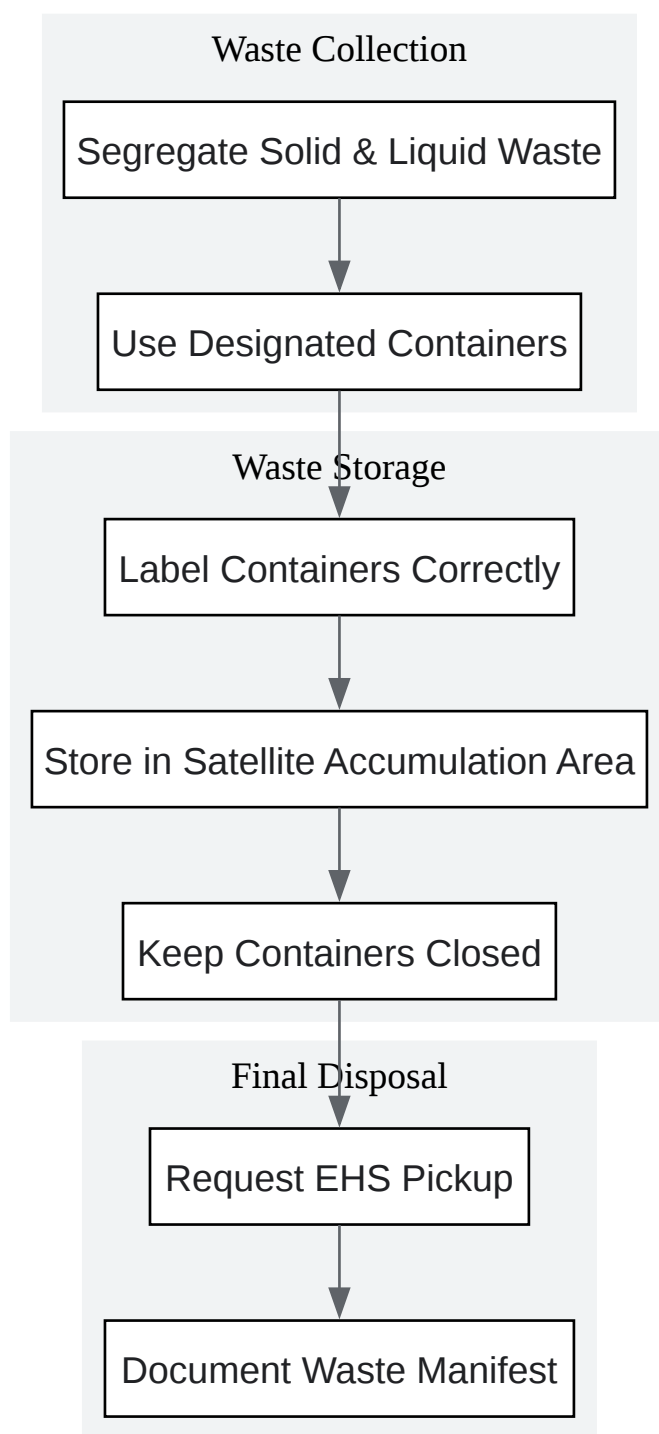 Waste Collection
Segregate Solid & Liquid Waste
Use Designated Containers
Waste Storage
Label Containers Correctly
Store in Satellite Accumulation Area
Keep Containers Closed
Final Disposal
Request EHS Pickup
Document Waste Manifest